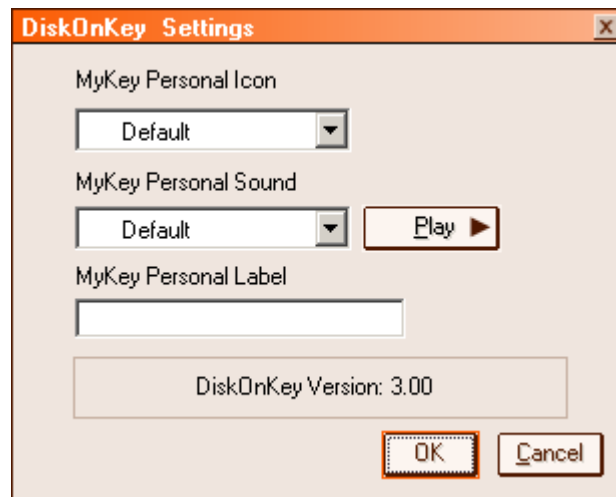 DiskOnKey Settings
MyKey Personal Icon
Default
MyKey Personal Sound
Default
Play
MyKey Personal Label
DiskOnKey Version: 3.00
OK
Cancel